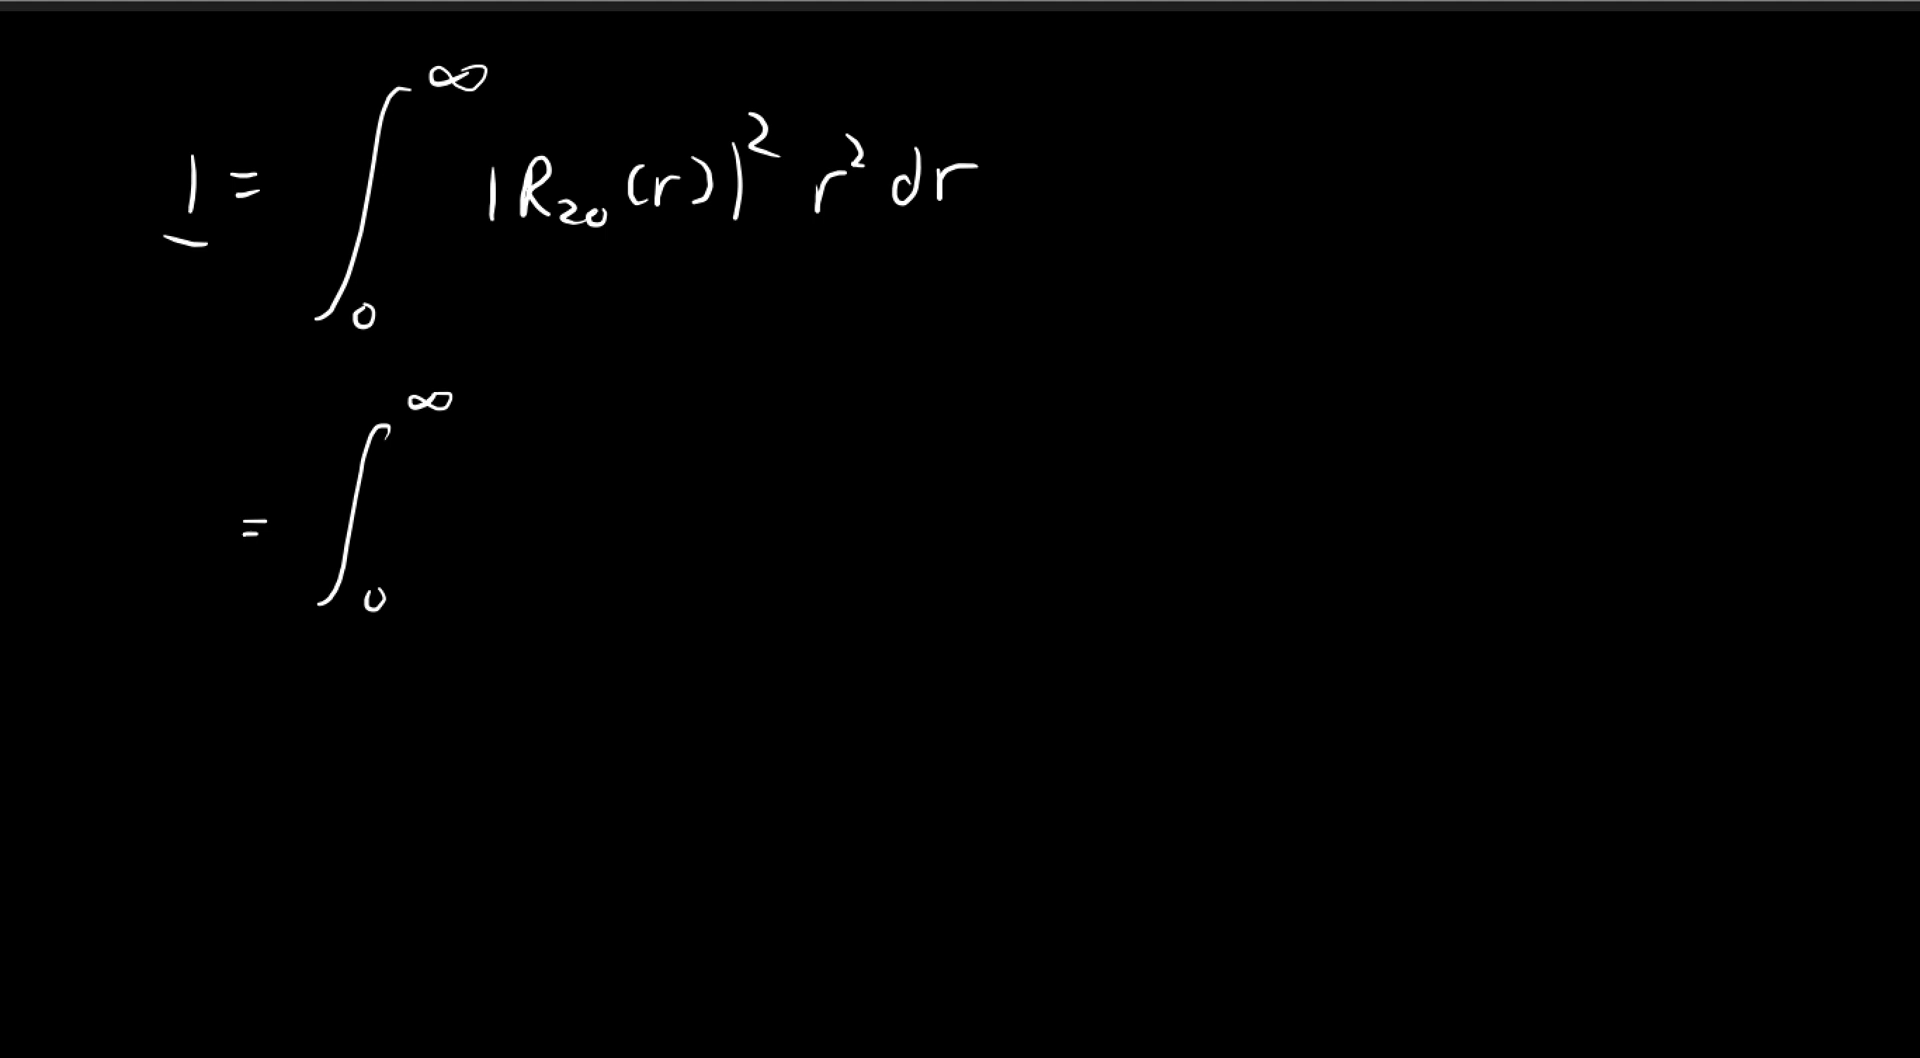 1 = ∫₀^∞ |R₂₀(r)|² r² dr
= ∫₀^∞